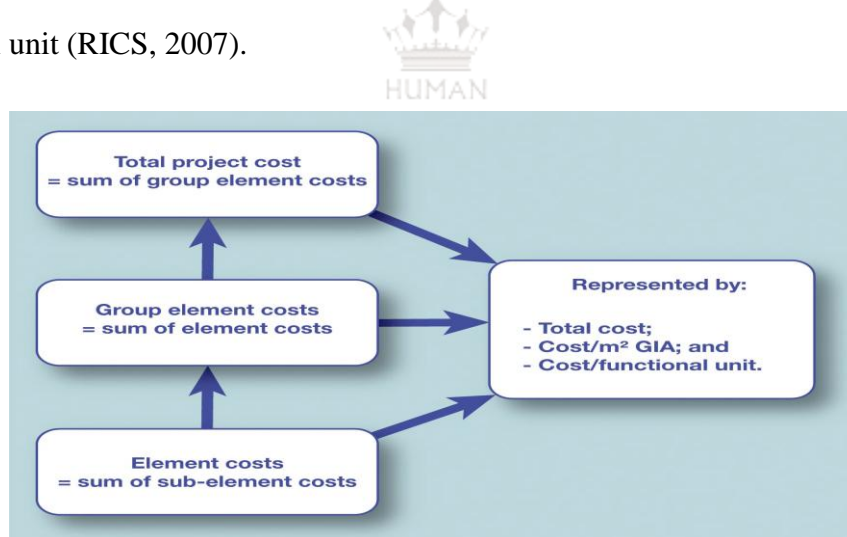 unit (RICS, 2007).
HUMAN
Total project cost
= sum of group element costs
Group element costs
= sum of element costs
Element costs
= sum of sub-element costs
Represented by:
- Total cost;
- Cost/m² GIA; and
- Cost/functional unit.